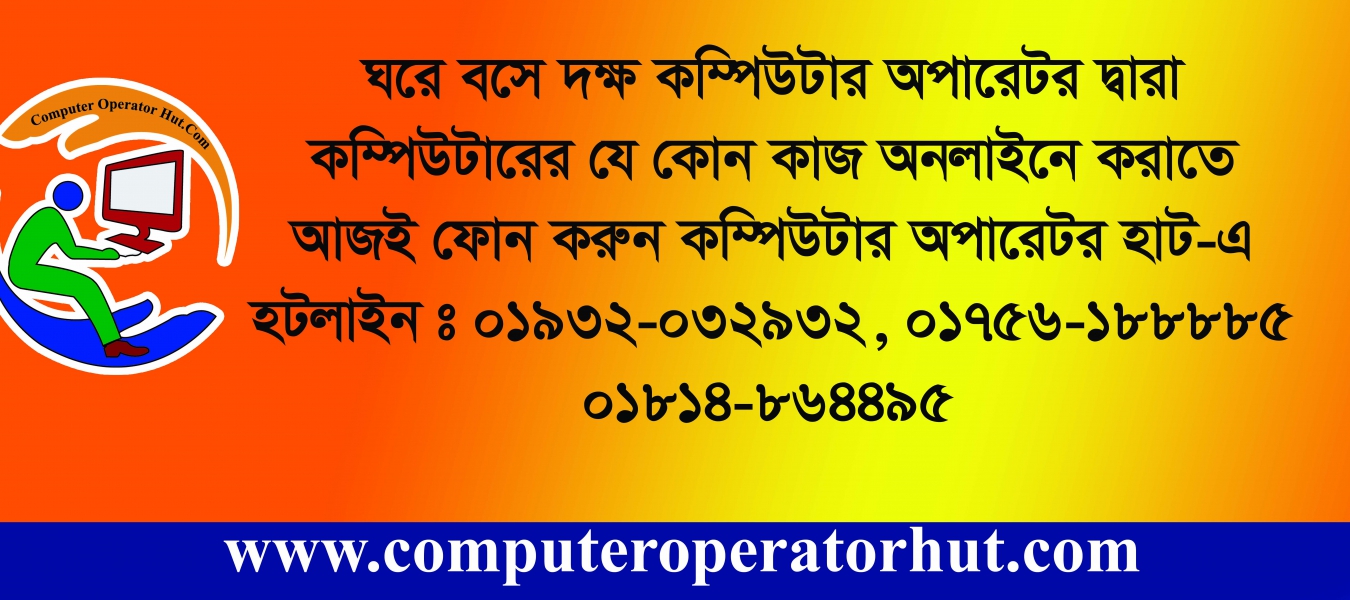 Computer Operator Hut.Com
ঘরে বসে দক্ষ কম্পিউটার অপারেটর দ্বারা
কম্পিউটারের যে কোন কাজ অনলাইনে করাতে
আজই ফোন করুন কম্পিউটার অপারেটর হাট-এ
হটলাইন ঃ ০১৯৩২-০৩২৯৩২, ০১৭৫৬-১৮৮৮৮৫
০১৮১৪-৮৬৪৪৯৫
www.computeroperatorhut.com